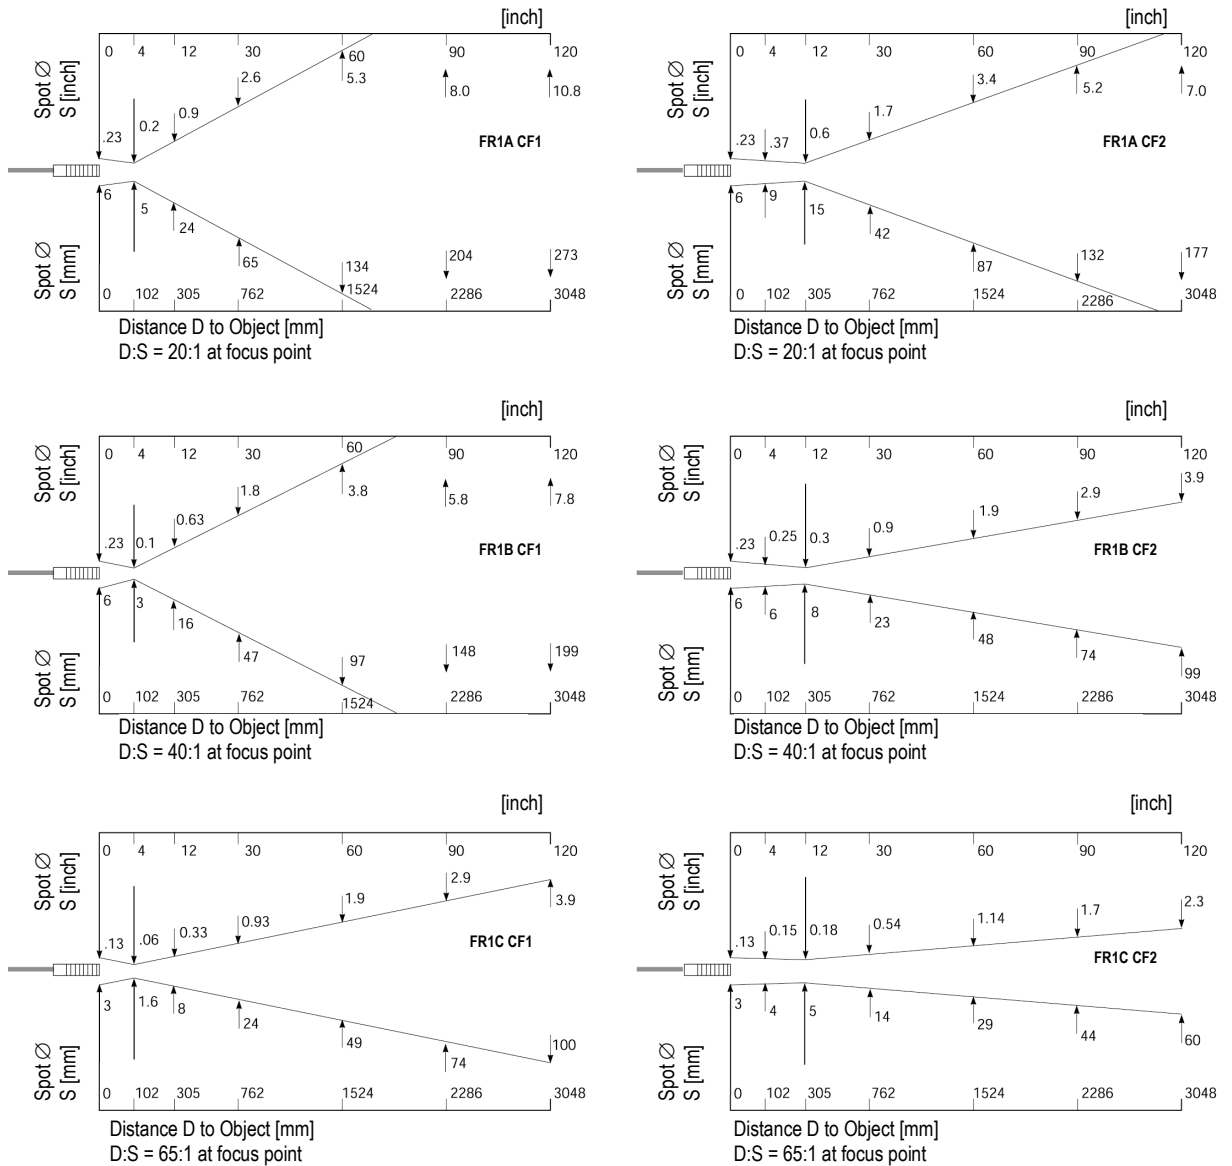 [inch]
0 4 12 30 60 90 120
Spot Ø
S [inch]
.23 0.2 0.9 2.6 5.3 8.0 10.8
FR1A CF1
6 5 24 65 134 204 273
Spot Ø
S [mm]
0 102 305 762 1524 2286 3048
Distance D to Object [mm]
D:S = 20:1 at focus point
[inch]
0 4 12 30 60 90 120
Spot Ø
S [inch]
.23 .37 0.6 1.7 3.4 5.2 7.0
FR1A CF2
6 9 15 42 87 132 177
Spot Ø
S [mm]
0 102 305 762 1524 2286 3048
Distance D to Object [mm]
D:S = 20:1 at focus point
[inch]
0 4 12 30 60 90 120
Spot Ø
S [inch]
.23 0.1 0.63 1.8 3.8 5.8 7.8
FR1B CF1
6 3 16 47 97 148 199
Spot Ø
S [mm]
0 102 305 762 1524 2286 3048
Distance D to Object [mm]
D:S = 40:1 at focus point
[inch]
0 4 12 30 60 90 120
Spot Ø
S [inch]
.23 0.25 0.3 0.9 1.9 2.9 3.9
FR1B CF2
6 6 8 23 48 74 99
Spot Ø
S [mm]
0 102 305 762 1524 2286 3048
Distance D to Object [mm]
D:S = 40:1 at focus point
[inch]
0 4 12 30 60 90 120
Spot Ø
S [inch]
.13 .06 0.33 0.93 1.9 2.9 3.9
FR1C CF1
3 1.6 8 24 49 74 100
Spot Ø
S [mm]
0 102 305 762 1524 2286 3048
Distance D to Object [mm]
D:S = 65:1 at focus point
[inch]
0 4 12 30 60 90 120
Spot Ø
S [inch]
.13 0.15 0.18 0.54 1.14 1.7 2.3
FR1C CF2
3 4 5 14 29 44 60
Spot Ø
S [mm]
0 102 305 762 1524 2286 3048
Distance D to Object [mm]
D:S = 65:1 at focus point